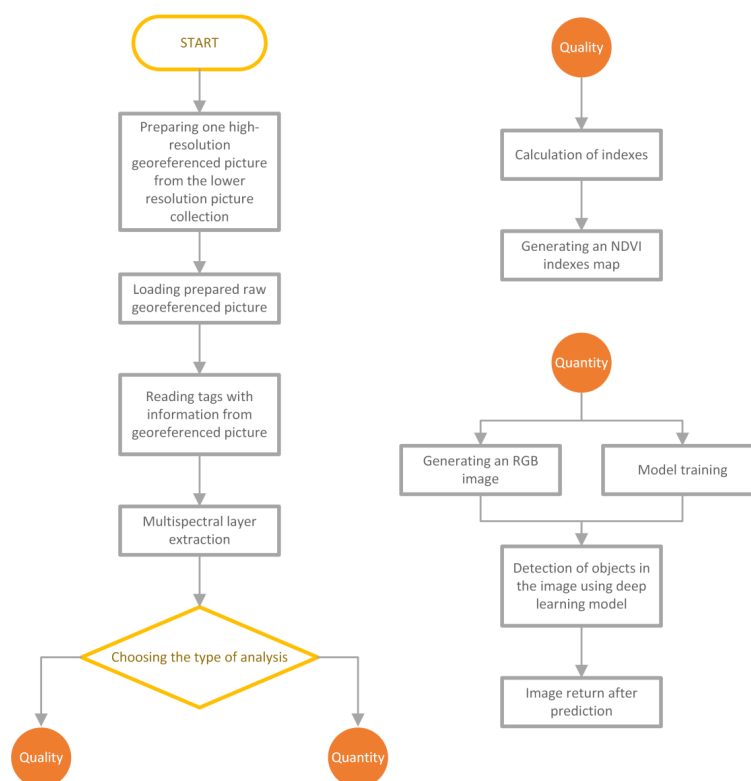 START
Preparing one high-
resolution
georeferenced picture
from the lower
resolution picture
collection
Loading prepared raw
georeferenced picture
Reading tags with
information from
georeferenced picture
Multispectral layer
extraction
Choosing the type of analysis
Quality
Quantity
Quality
Calculation of indexes
Generating an NDVI
indexes map
Quantity
Generating an RGB
image
Model training
Detection of objects in
the image using deep
learning model
Image return after
prediction